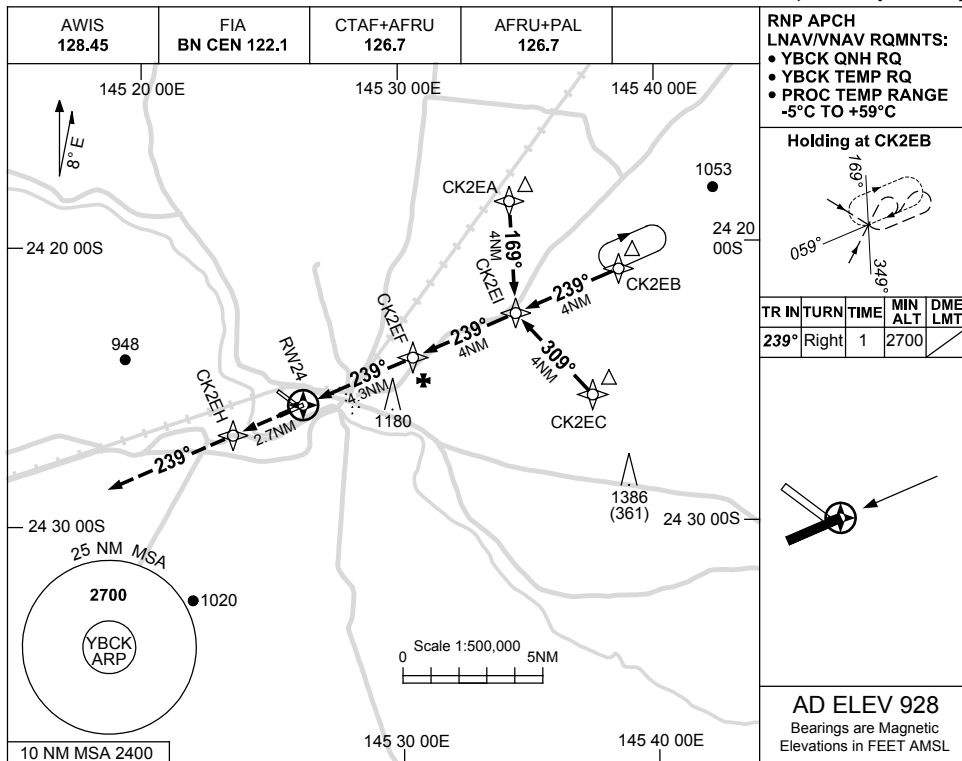 AWIS
128.45
FIA
BN CEN 122.1
CTAF+AFRU
126.7
AFRU+PAL
126.7
RNP APCH
LNAV/VNAV RQMNTS:
• YBCK QNH RQ
• YBCK TEMP RQ
• PROC TEMP RANGE
-5°C TO +59°C
145 20 00E
145 30 00E
145 40 00E
8° E
Holding at CK2EB
169°
059°
349°
1053
CK2EA
169°
4NM
24 20 00S
24 20
00S
CK2EB
239°
4NM
CK2EI
239°
4NM
CK2EF
309°
4NM
CK2EC
TR IN
TURN
TIME
MIN
ALT
DME
LMT
239°
Right
1
2700
948
RW24
239°
4.3NM
1180
CK2EH
2.7NM
239°
1386
(361)
24 30 00S
24 30 00S
25 NM MSA
2700
YBCK
ARP
1020
Scale 1:500,000
0
5NM
10 NM MSA 2400
145 30 00E
145 40 00E
AD ELEV 928
Bearings are Magnetic
Elevations in FEET AMSL